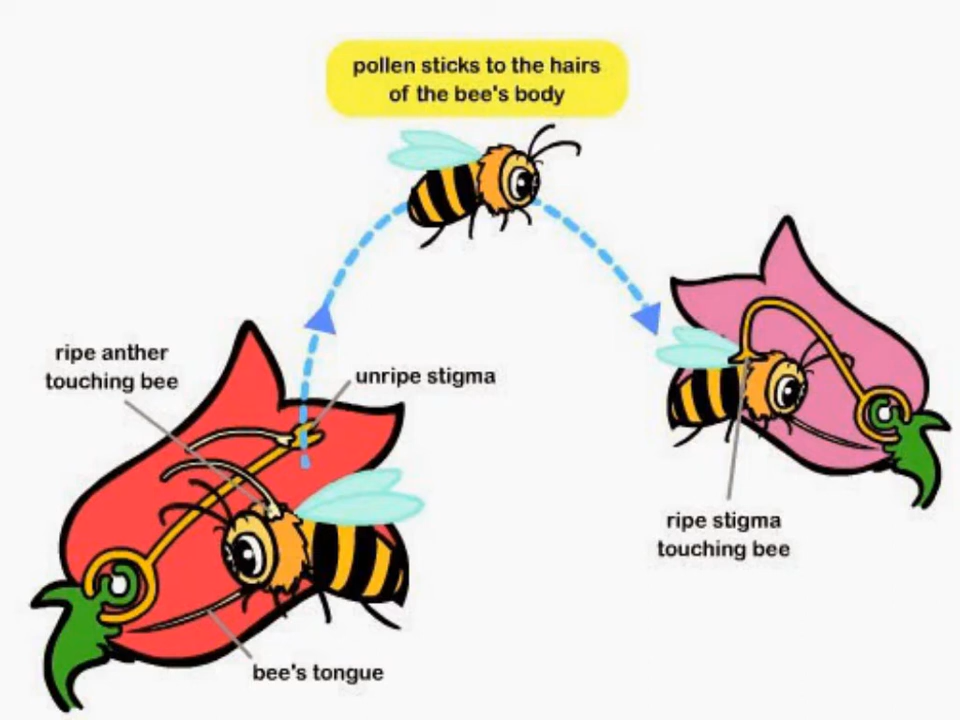 pollen sticks to the hairs
of the bee's body
ripe anther
touching bee
unripe stigma
ripe stigma
touching bee
bee's tongue